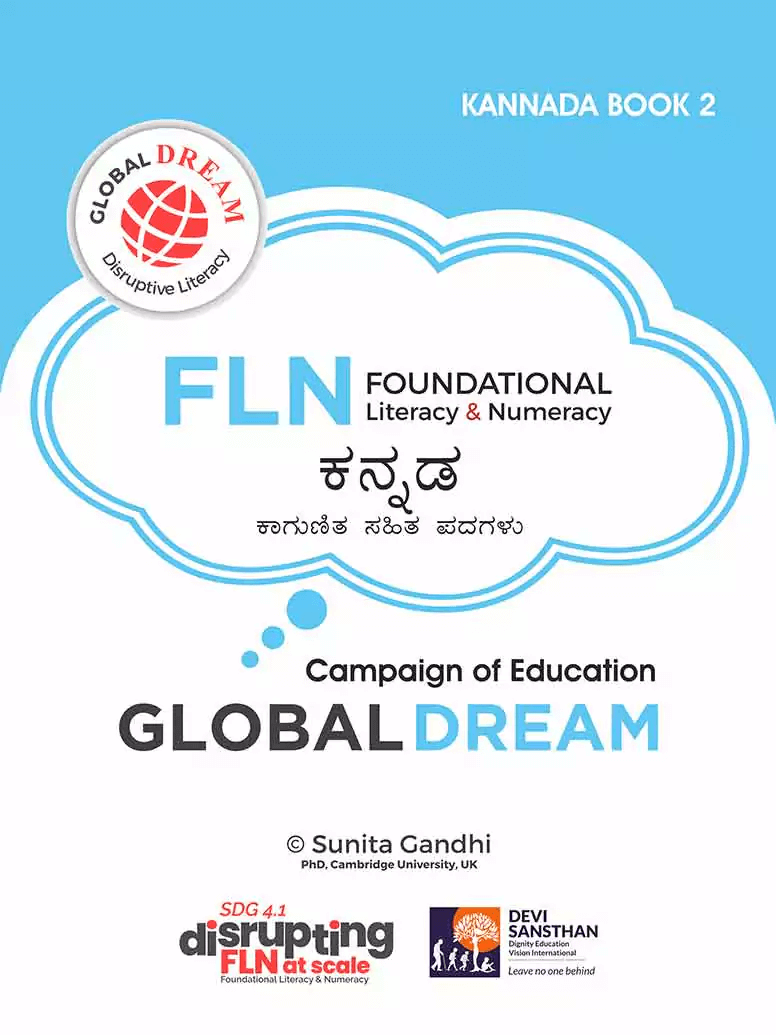 KANNADA BOOK 2
GLOBAL DREAM
Disruptive Literacy
FLN FOUNDATIONAL
Literacy & Numeracy
ಕನ್ನಡ
ಕಾಗುಣಿತ ಸಹಿತ ಪದಗಳು
Campaign of Education
GLOBAL DREAM
© Sunita Gandhi
PhD, Cambridge University, UK
SDG 4.1
disrupting
FLN at scale
Foundational Literacy & Numeracy
DEVI
SANSTHAN
Dignity Education
Vision International
Leave no one behind